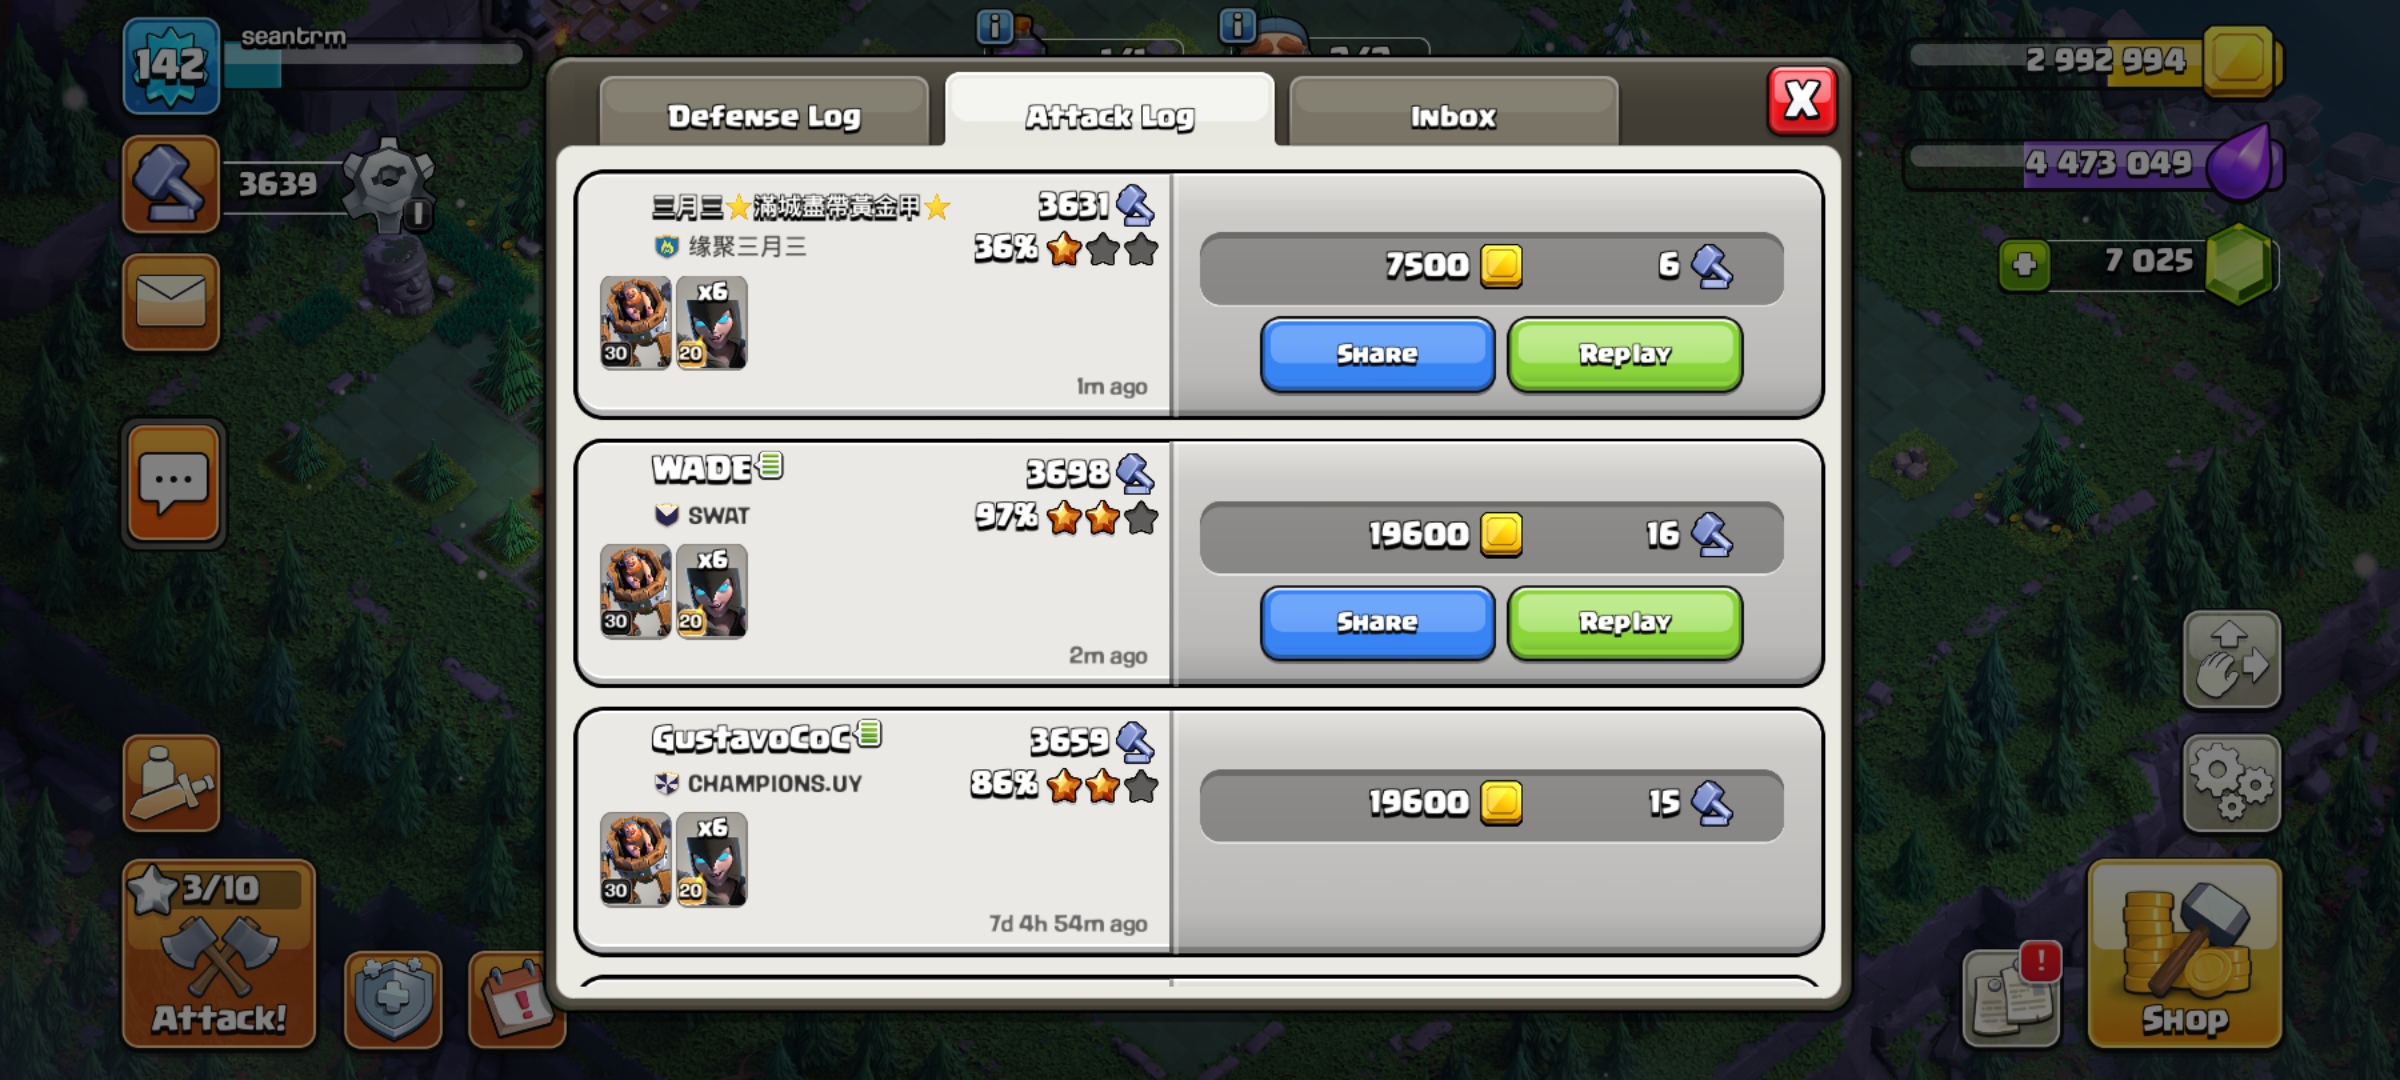 142
seantrm
2 992 994
Defense Log
Attack Log
Inbox
X
3639
4 473 049
三月三⭐滿城盡帶黃金甲⭐
3631
缘聚三月三
36%
7500
6
7 025
x6
30
20
Share
Replay
1m ago
WADE
3698
SWAT
97%
19600
16
x6
30
20
Share
Replay
2m ago
GustavoCoC
3659
CHAMPIONS.UY
86%
19600
15
x6
30
20
7d 4h 54m ago
3/10
Attack!
!
Shop